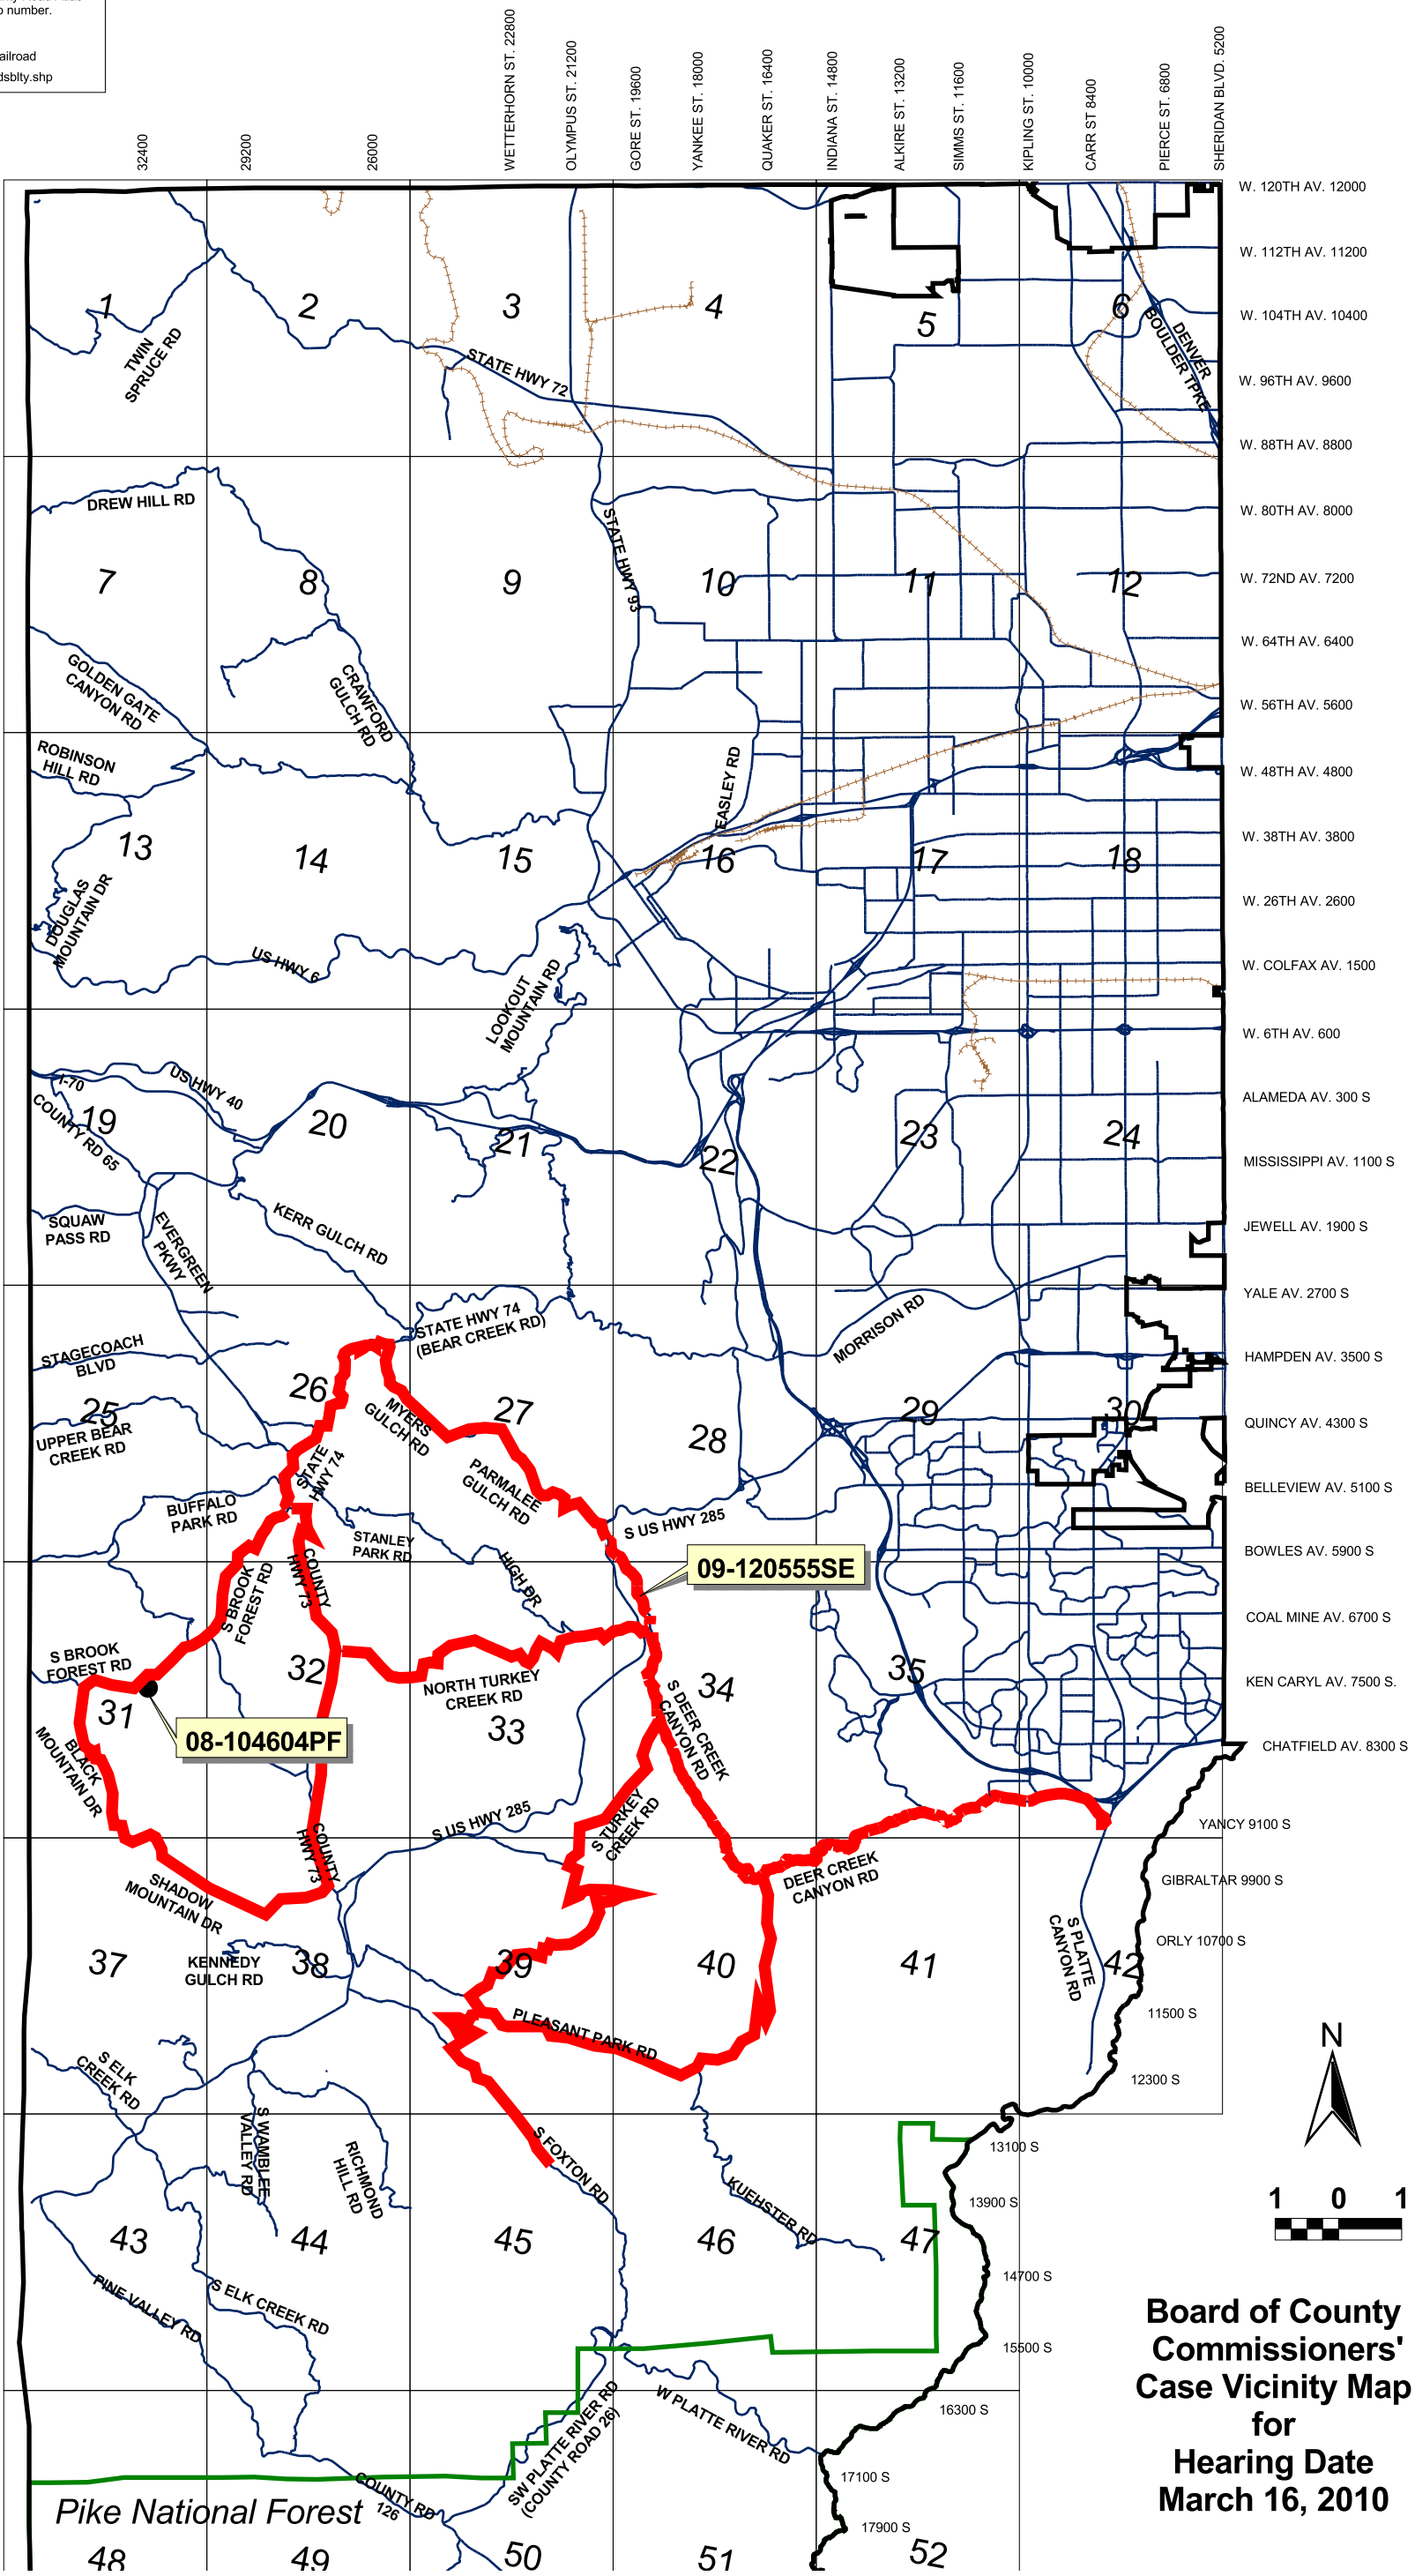 o number.
ailroad
dsblty.shp
32400
29200
26000
WETTERHORN ST. 22800
OLYMPUS ST. 21200
GORE ST. 19600
YANKEE ST. 18000
QUAKER ST. 16400
INDIANA ST. 14800
ALKIRE ST. 13200
SIMMS ST. 11600
KIPLING ST. 10000
CARR ST 8400
PIERCE ST. 6800
SHERIDAN BLVD. 5200
W. 120TH AV. 12000
W. 112TH AV. 11200
1
2
3
4
5
6
W. 104TH AV. 10400
TWIN
SPRUCE RD
STATE HWY 72
DENVER
BOULDER TPKE
W. 96TH AV. 9600
W. 88TH AV. 8800
DREW HILL RD
STATE HWY 93
W. 80TH AV. 8000
7
8
9
10
11
12
W. 72ND AV. 7200
W. 64TH AV. 6400
GOLDEN GATE
CANYON RD
CRAWFORD
GULCH RD
W. 56TH AV. 5600
ROBINSON
HILL RD
EASLEY RD
W. 48TH AV. 4800
13
14
15
16
17
18
W. 38TH AV. 3800
DOUGLAS
MOUNTAIN DR
W. 26TH AV. 2600
US HWY 6
LOOKOUT
MOUNTAIN RD
W. COLFAX AV. 1500
W. 6TH AV. 600
I-70
US HWY 40
COUNTY RD 65
ALAMEDA AV. 300 S
19
20
21
22
23
24
MISSISSIPPI AV. 1100 S
SQUAW
PASS RD
EVERGREEN
PKWY
KERR GULCH RD
JEWELL AV. 1900 S
YALE AV. 2700 S
STATE HWY 74
(BEAR CREEK RD)
MORRISON RD
STAGECOACH
BLVD
HAMPDEN AV. 3500 S
25
26
27
28
29
30
UPPER BEAR
CREEK RD
MYERS
GULCH RD
QUINCY AV. 4300 S
STATE
HWY 74
PARMALEE
GULCH RD
BELLEVIEW AV. 5100 S
BUFFALO
PARK RD
STANLEY
PARK RD
S US HWY 285
BOWLES AV. 5900 S
HIGH DR
09-120555SE
S BROOK
FOREST RD
COUNTY
HWY 73
COAL MINE AV. 6700 S
S BROOK
FOREST RD
31
32
33
34
35
NORTH TURKEY
CREEK RD
KEN CARYL AV. 7500 S.
S DEER CREEK
CANYON RD
08-104604PF
BLACK
MOUNTAIN DR
CHATFIELD AV. 8300 S
S US HWY 285
S TURKEY
CREEK RD
YANCY 9100 S
COUNTY
HWY 73
DEER CREEK
CANYON RD
GIBRALTAR 9900 S
SHADOW
MOUNTAIN DR
S PLATTE
CANYON RD
ORLY 10700 S
37
38
39
40
41
42
KENNEDY
GULCH RD
11500 S
PLEASANT PARK RD
N
12300 S
S ELK
CREEK RD
S WAMBLEE
VALLEY RD
RICHMOND
HILL RD
S FOXTON RD
KUEHSTER RD
13100 S
13900 S
1 0 1
43
44
45
46
47
14700 S
PINE VALLEY RD
S ELK CREEK RD
15500 S
Board of County
Commissioners'
Case Vicinity Map
for
Hearing Date
March 16, 2010
SW PLATTE RIVER RD
(COUNTY ROAD 26)
W PLATTE RIVER RD
16300 S
17100 S
COUNTY RD
126
Pike National Forest
17900 S
48
49
50
51
52